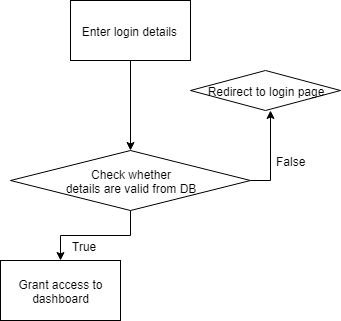 Enter login details
Redirect to login page
Check whether
details are valid from DB
False
True
Grant access to
dashboard